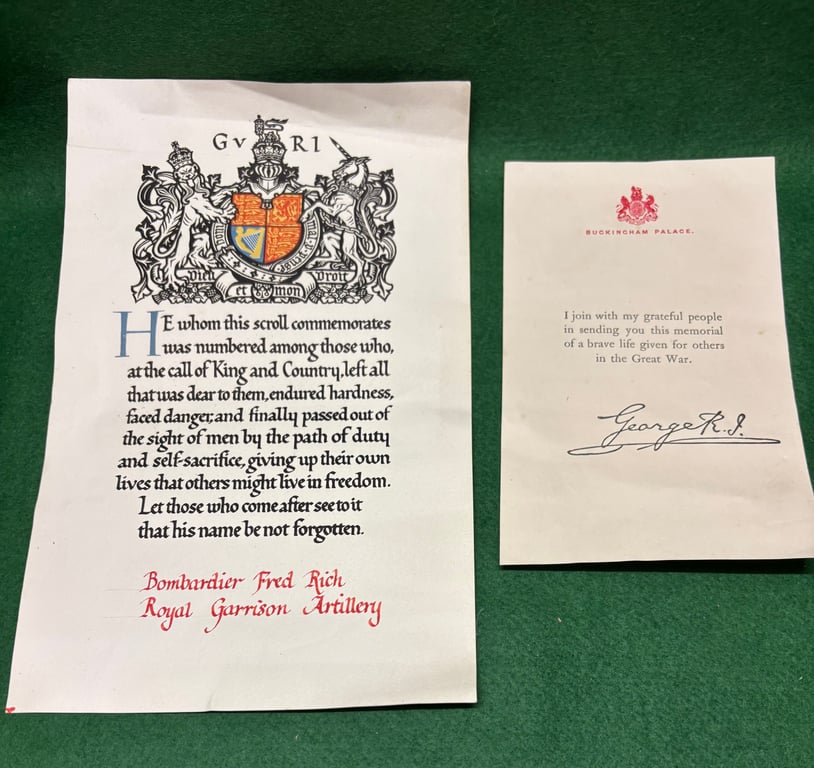 GV RI
Dieu et mon Droit
HE whom this scroll commemorates
was numbered among those who,
at the call of King and Country, left all
that was dear to them, endured hardness,
faced danger, and finally passed out of
the sight of men by the path of duty
and self-sacrifice, giving up their own
lives that others might live in freedom.
Let those who come after see to it
that his name be not forgotten.
Bombardier Fred Rich
Royal Garrison Artillery
BUCKINGHAM PALACE.
I join with my grateful people
in sending you this memorial
of a brave life given for others
in the Great War.
George R.I.